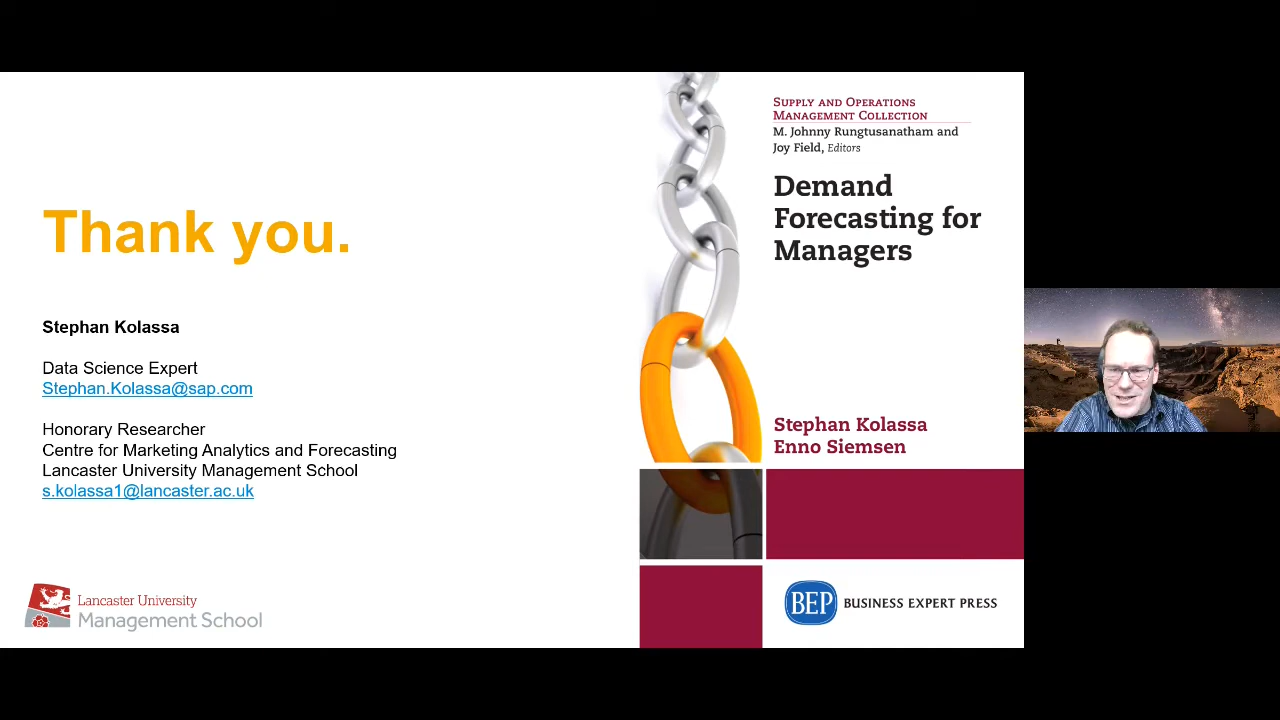 Thank you.
Stephan Kolassa
Data Science Expert
Stephan.Kolassa@sap.com
Honorary Researcher
Centre for Marketing Analytics and Forecasting
Lancaster University Management School
s.kolassa1@lancaster.ac.uk
Lancaster University
Management School
Supply and Operations
Management Collection
M. Johnny Rungtusanatham and
Joy Field, Editors
Demand
Forecasting for
Managers
Stephan Kolassa
Enno Siemsen
BEP BUSINESS EXPERT PRESS